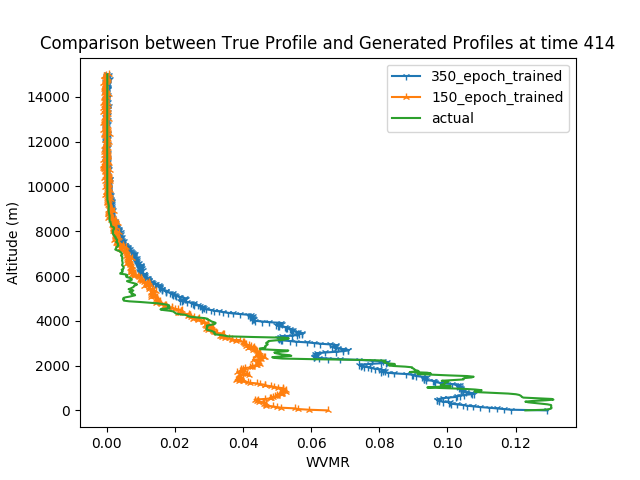 Comparison between True Profile and Generated Profiles at time 414
350_epoch_trained
150_epoch_trained
actual
14000
12000
10000
8000
6000
4000
2000
0
Altitude (m)
0.00 0.02 0.04 0.06 0.08 0.10 0.12
WVMR